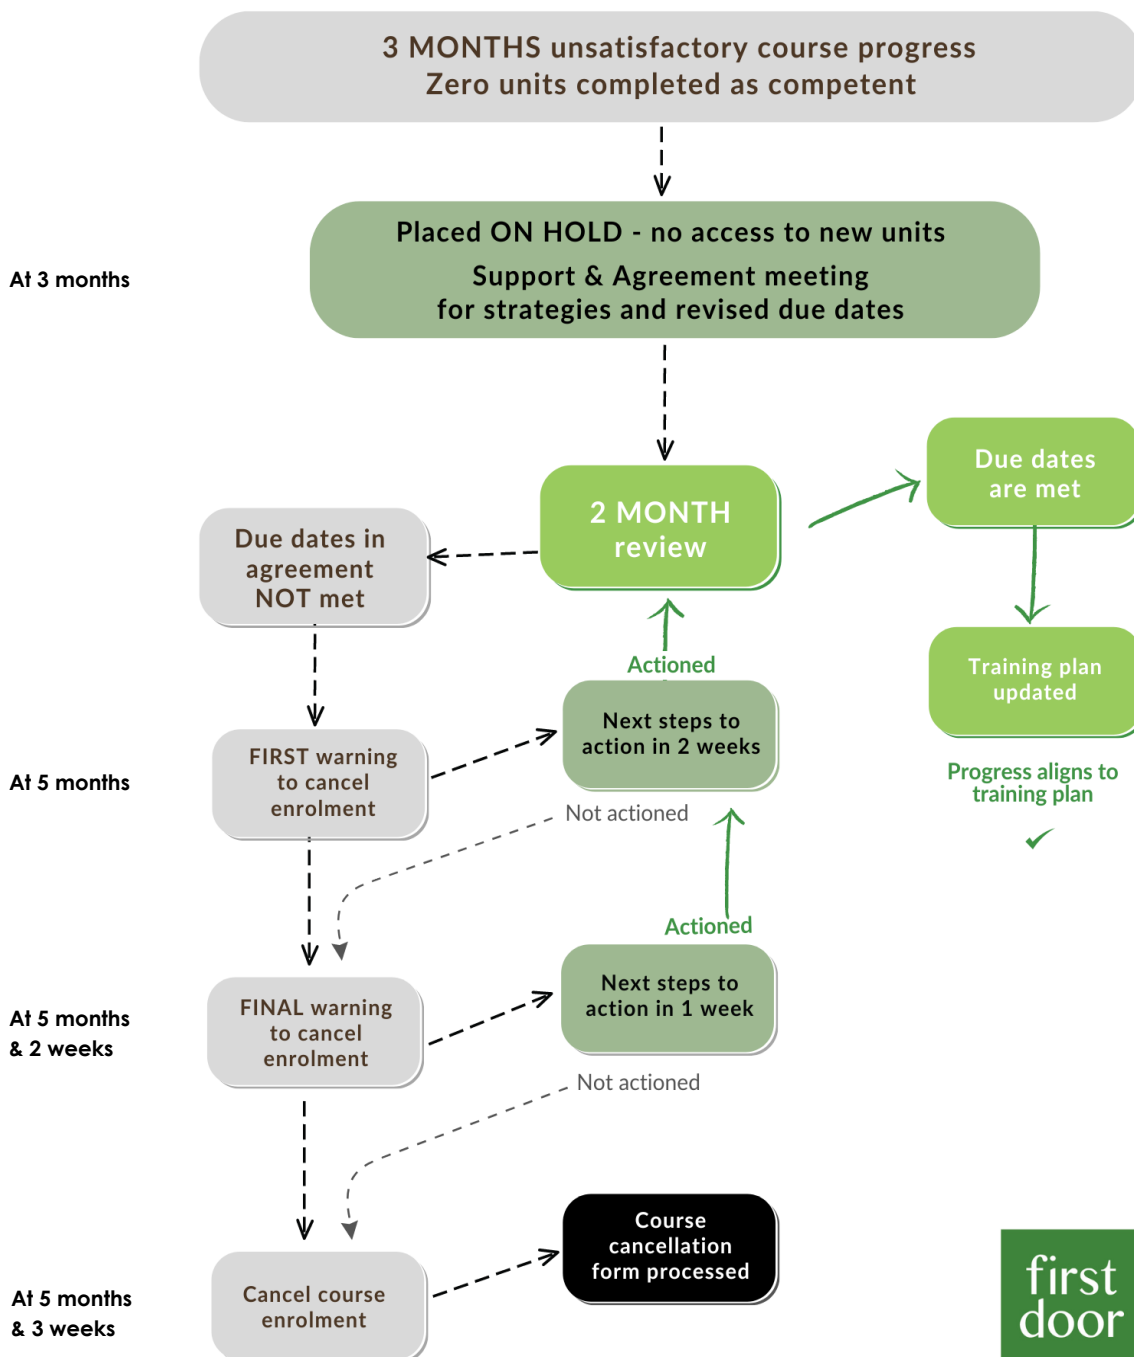 3 MONTHS unsatisfactory course progress
Zero units completed as competent
At 3 months
Placed ON HOLD - no access to new units
Support & Agreement meeting
for strategies and revised due dates
Due dates
are met
2 MONTH
review
Due dates in
agreement
NOT met
Actioned
Training plan
updated
Next steps to
action in 2 weeks
At 5 months
FIRST warning
to cancel
enrolment
Progress aligns to
training plan
Not actioned
Actioned
At 5 months
& 2 weeks
FINAL warning
to cancel
enrolment
Next steps to
action in 1 week
Not actioned
Course
cancellation
form processed
At 5 months
& 3 weeks
Cancel course
enrolment
first
door